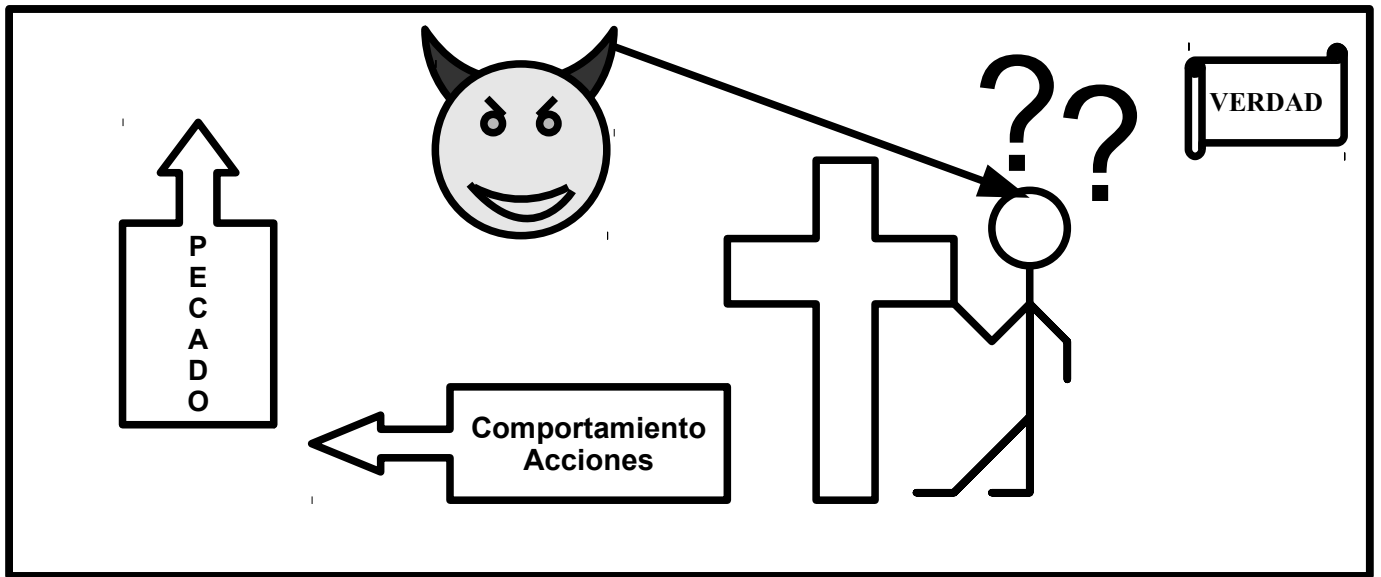 P
E
C
A
D
O
Comportamiento
Acciones
? ?
VERDAD